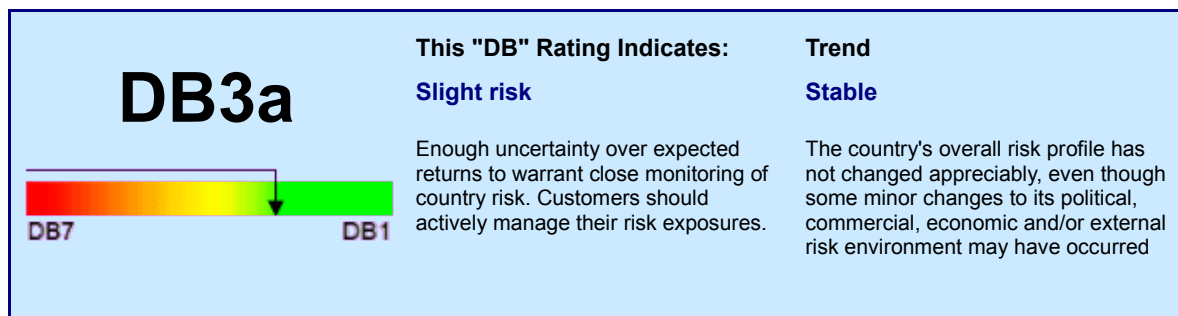 DB3a
DB7
DB1
This "DB" Rating Indicates:
Slight risk
Enough uncertainty over expected
returns to warrant close monitoring of
country risk. Customers should
actively manage their risk exposures.
Trend
Stable
The country's overall risk profile has
not changed appreciably, even though
some minor changes to its political,
commercial, economic and/or external
risk environment may have occurred